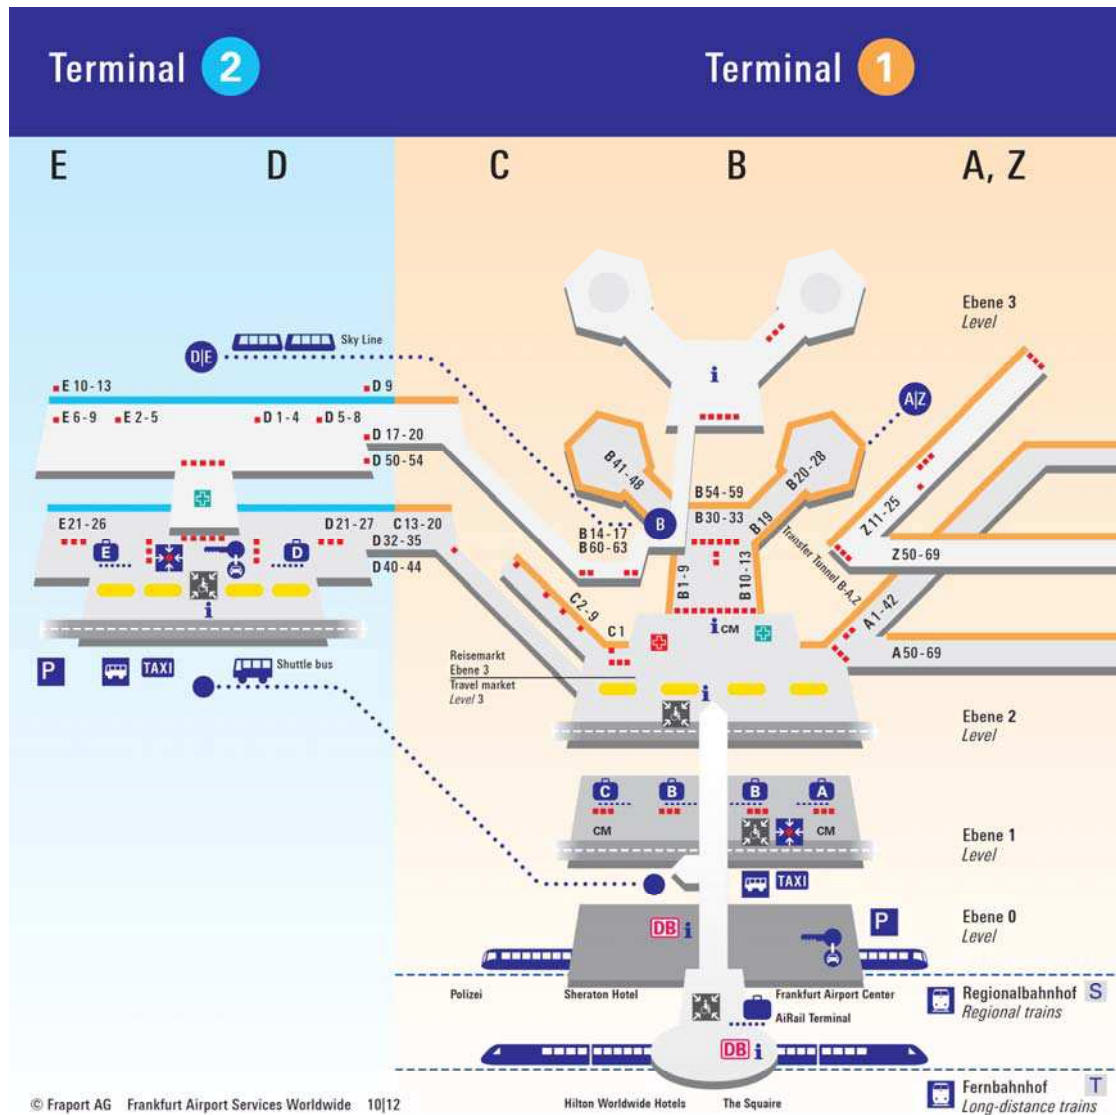 Terminal 2
Terminal 1
E
D
C
B
A, Z
Ebene 3
Level
D|E
Sky Line
E 10 - 13
D 9
A|Z
E 6 - 9
E 2 - 5
D 1 - 4
D 5 - 8
D 17 - 20
D 50 - 54
B 41 - 48
B 20 - 28
B 54 - 59
B 30 - 33
B 19
B
Z 11 - 25
E 21 - 26
D 21 - 27
C 13 - 20
D 32 - 35
D 40 - 44
B 14 - 17
B 60 - 63
Transfer Tunnel B-A,Z
Z 50 - 69
E
D
B 1 - 9
B 10 - 13
C 2 - 9
C 1
i
i
i CM
A 1 - 42
A 50 - 69
P
TAXI
Shuttle bus
Reisemarkt
Ebene 3
Travel market
Level 3
i
Ebene 2
Level
C
B
B
A
CM
CM
Ebene 1
Level
TAXI
DB i
P
Ebene 0
Level
Polizei
Sheraton Hotel
Frankfurt Airport Center
AiRail Terminal
Regionalbahnhof S
Regional trains
DB i
Fernbahnhof T
Long-distance trains
© Fraport AG Frankfurt Airport Services Worldwide 10|12
Hilton Worldwide Hotels
The Squaire